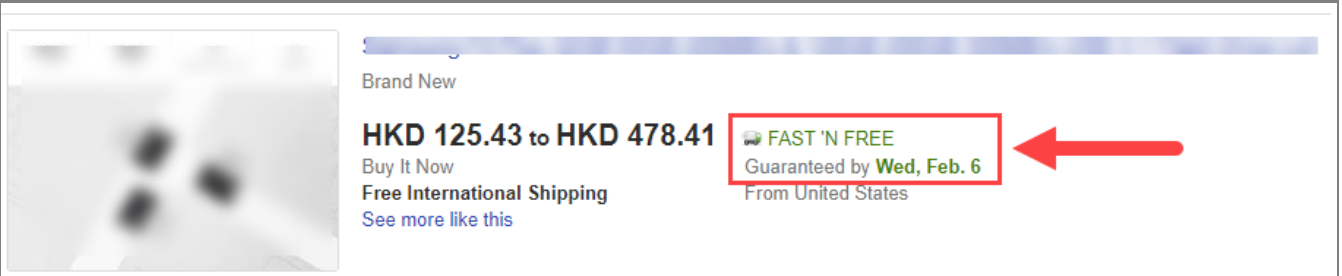 Brand New
HKD 125.43 to HKD 478.41
Buy It Now
Free International Shipping
See more like this
FAST 'N FREE
Guaranteed by Wed, Feb. 6
From United States